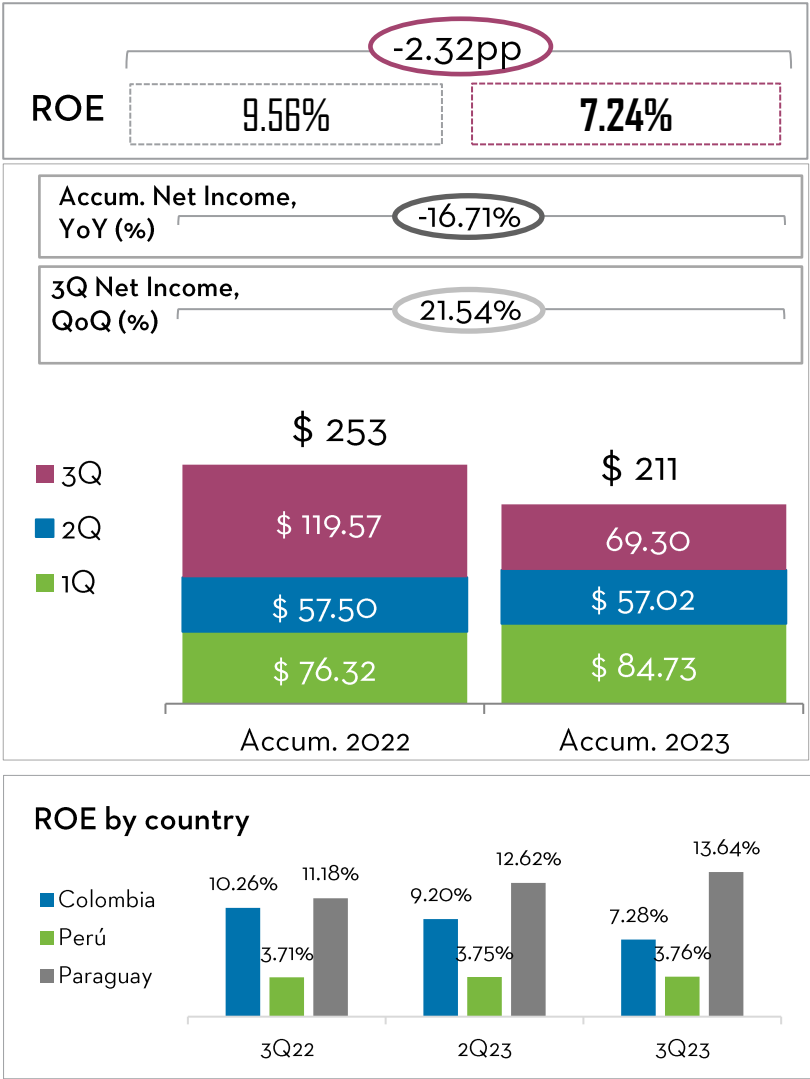 -2.32pp
ROE
9.56%
7.24%
Accum. Net Income,
YoY (%)
-16.71%
3Q Net Income,
QoQ (%)
21.54%
$ 253
$ 211
3Q
2Q
1Q
$ 119.57
69.30
$ 57.50
$ 57.02
$ 76.32
$ 84.73
Accum. 2022
Accum. 2023
ROE by country
Colombia
Perú
Paraguay
10.26%
3.71%
11.18%
9.20%
3.75%
12.62%
7.28%
3.76%
13.64%
3Q22
2Q23
3Q23